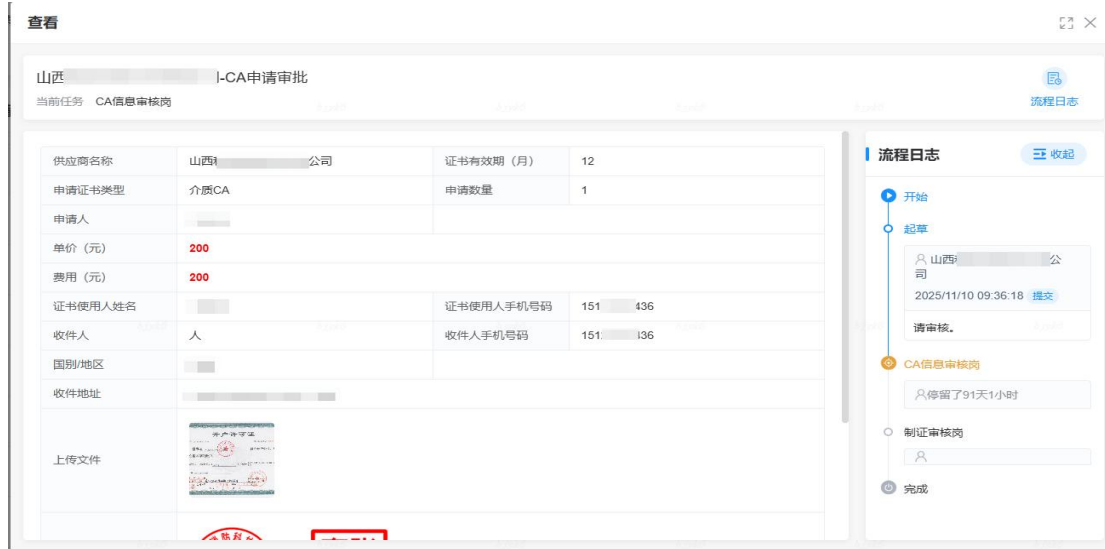 查看
山西 -CA申请审批
当前任务 CA信息审核岗
流程日志
供应商名称 山西 公司 证书有效期（月） 12
申请证书类型 介质CA 申请数量 1
申请人
单价（元） 200
费用（元） 200
证书使用人姓名 证书使用人手机号码 151 436
收件人 人 收件人手机号码 151 436
国别/地区
收件地址
上传文件
开户许可证
流程日志 收起
开始
起草
山西 公
司
2025/11/10 09:36:18 提交
请审核。
CA信息审核岗
停留了91天1小时
制证审核岗
完成